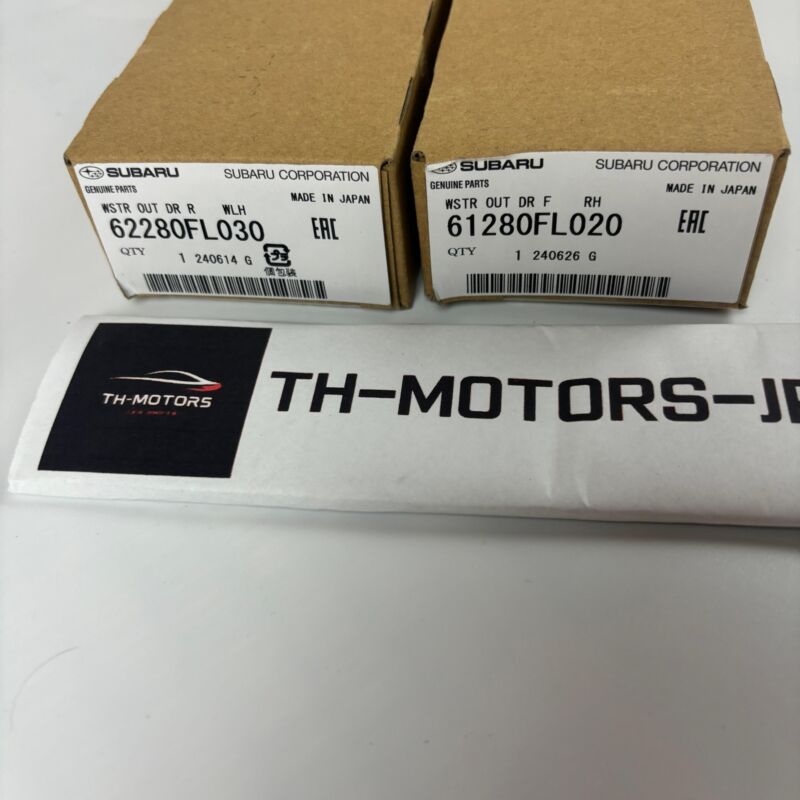 SUBARU SUBARU CORPORATION
GENUINE PARTS
MADE IN JAPAN
WSTR OUT DR R WLH
62280FL030 EAC
QTY 1 240614 G
個包装
SUBARU SUBARU CORPORATION
GENUINE PARTS
MADE IN JAPAN
WSTR OUT DR F RH
61280FL020 EAC
QTY 1 240626 G
TH-MOTORS
TH-MOTORS-JP